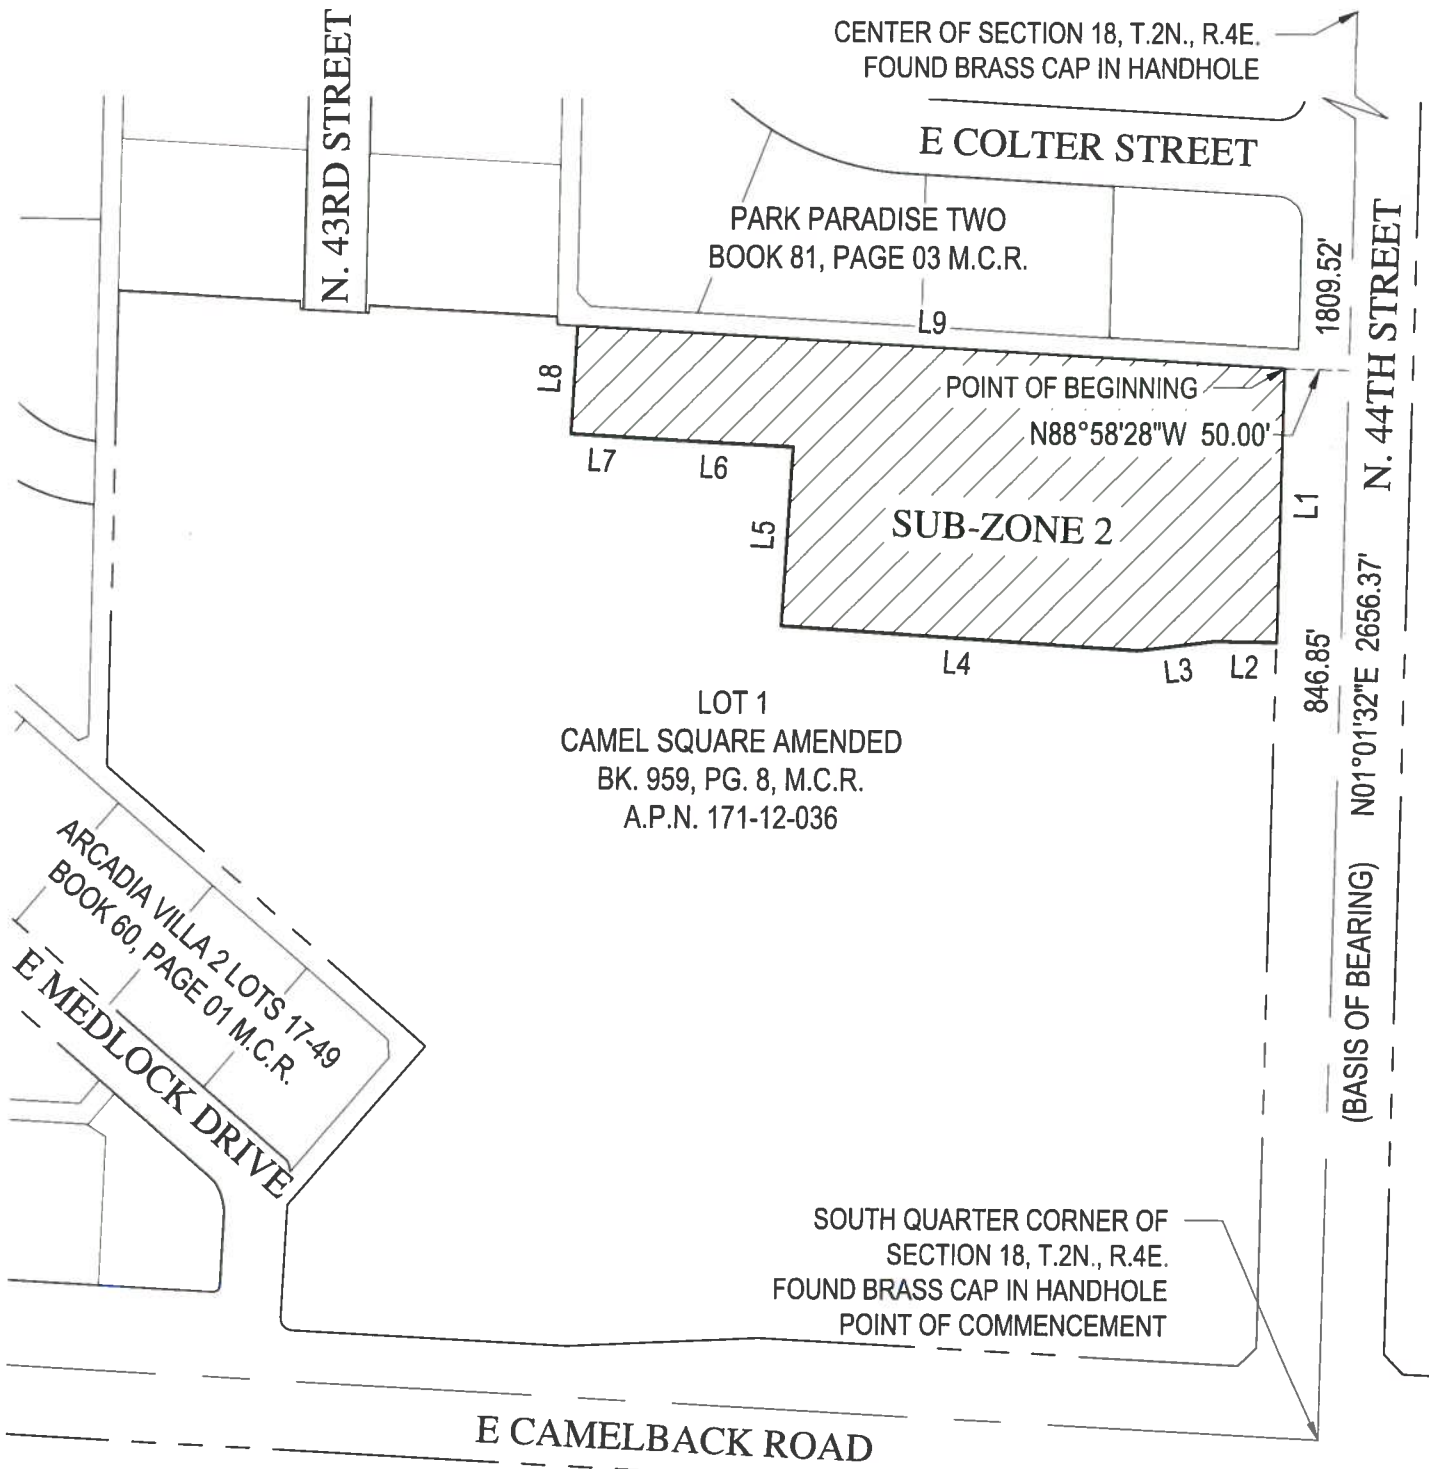 CENTER OF SECTION 18, T.2N., R.4E.
FOUND BRASS CAP IN HANDHOLE
N. 43RD STREET
E COLTER STREET
PARK PARADISE TWO
BOOK 81, PAGE 03 M.C.R.
1809.52'
N. 44TH STREET
L9
L8
POINT OF BEGINNING
N88°58'28"W 50.00'
L7
L6
L1
L5
SUB-ZONE 2
L4
L3
L2
846.85'
N01°01'32"E 2656.37'
(BASIS OF BEARING)
LOT 1
CAMEL SQUARE AMENDED
BK. 959, PG. 8, M.C.R.
A.P.N. 171-12-036
ARCADIA VILLA 2 LOTS 17-49
BOOK 60, PAGE 01 M.C.R.
E MEDLOCK DRIVE
SOUTH QUARTER CORNER OF
SECTION 18, T.2N., R.4E.
FOUND BRASS CAP IN HANDHOLE
POINT OF COMMENCEMENT
E CAMELBACK ROAD